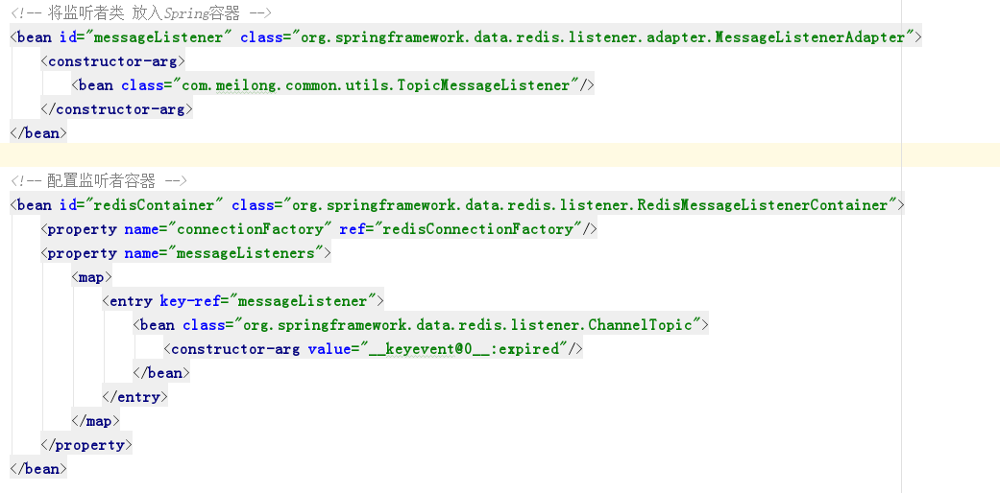 <!-- 将监听者类 放入Spring容器 -->
<bean id="messageListener" class="org.springframework.data.redis.listener.adapter.MessageListenerAdapter">
<constructor-arg>
<bean class="com.meilong.common.utils.TopicMessageListener"/>
</constructor-arg>
</bean>
<!-- 配置监听者容器 -->
<bean id="redisContainer" class="org.springframework.data.redis.listener.RedisMessageListenerContainer">
<property name="connectionFactory" ref="redisConnectionFactory"/>
<property name="messageListeners">
<map>
<entry key-ref="messageListener">
<bean class="org.springframework.data.redis.listener.ChannelTopic">
<constructor-arg value="__keyevent@0__:expired"/>
</bean>
</entry>
</map>
</property>
</bean>